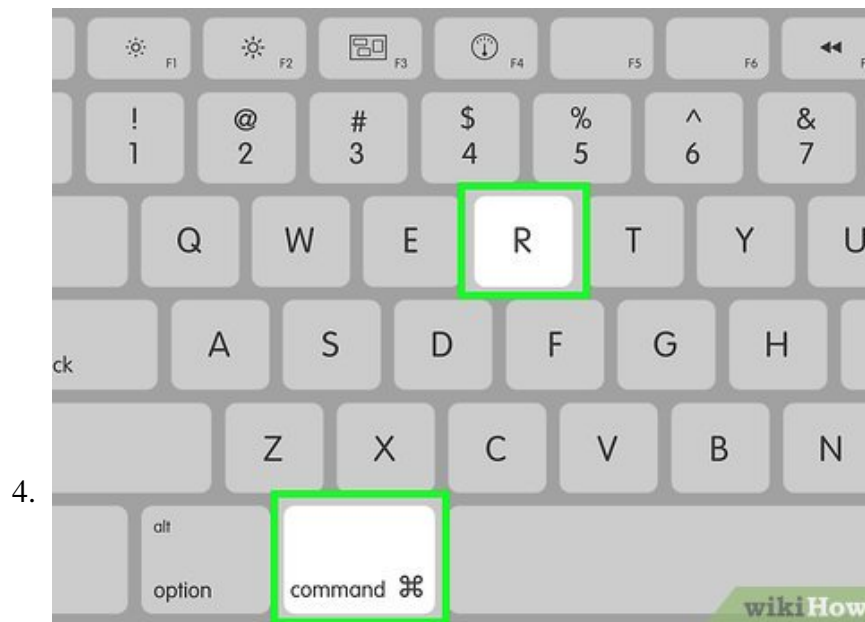 F1 F2 F3 F4 F5 F6
! @ # $ % ^ &
1 2 3 4 5 6 7
Q W E R T Y U
ck A S D F G H
Z X C V B N
4.
alt
option command ⌘
wikiHow